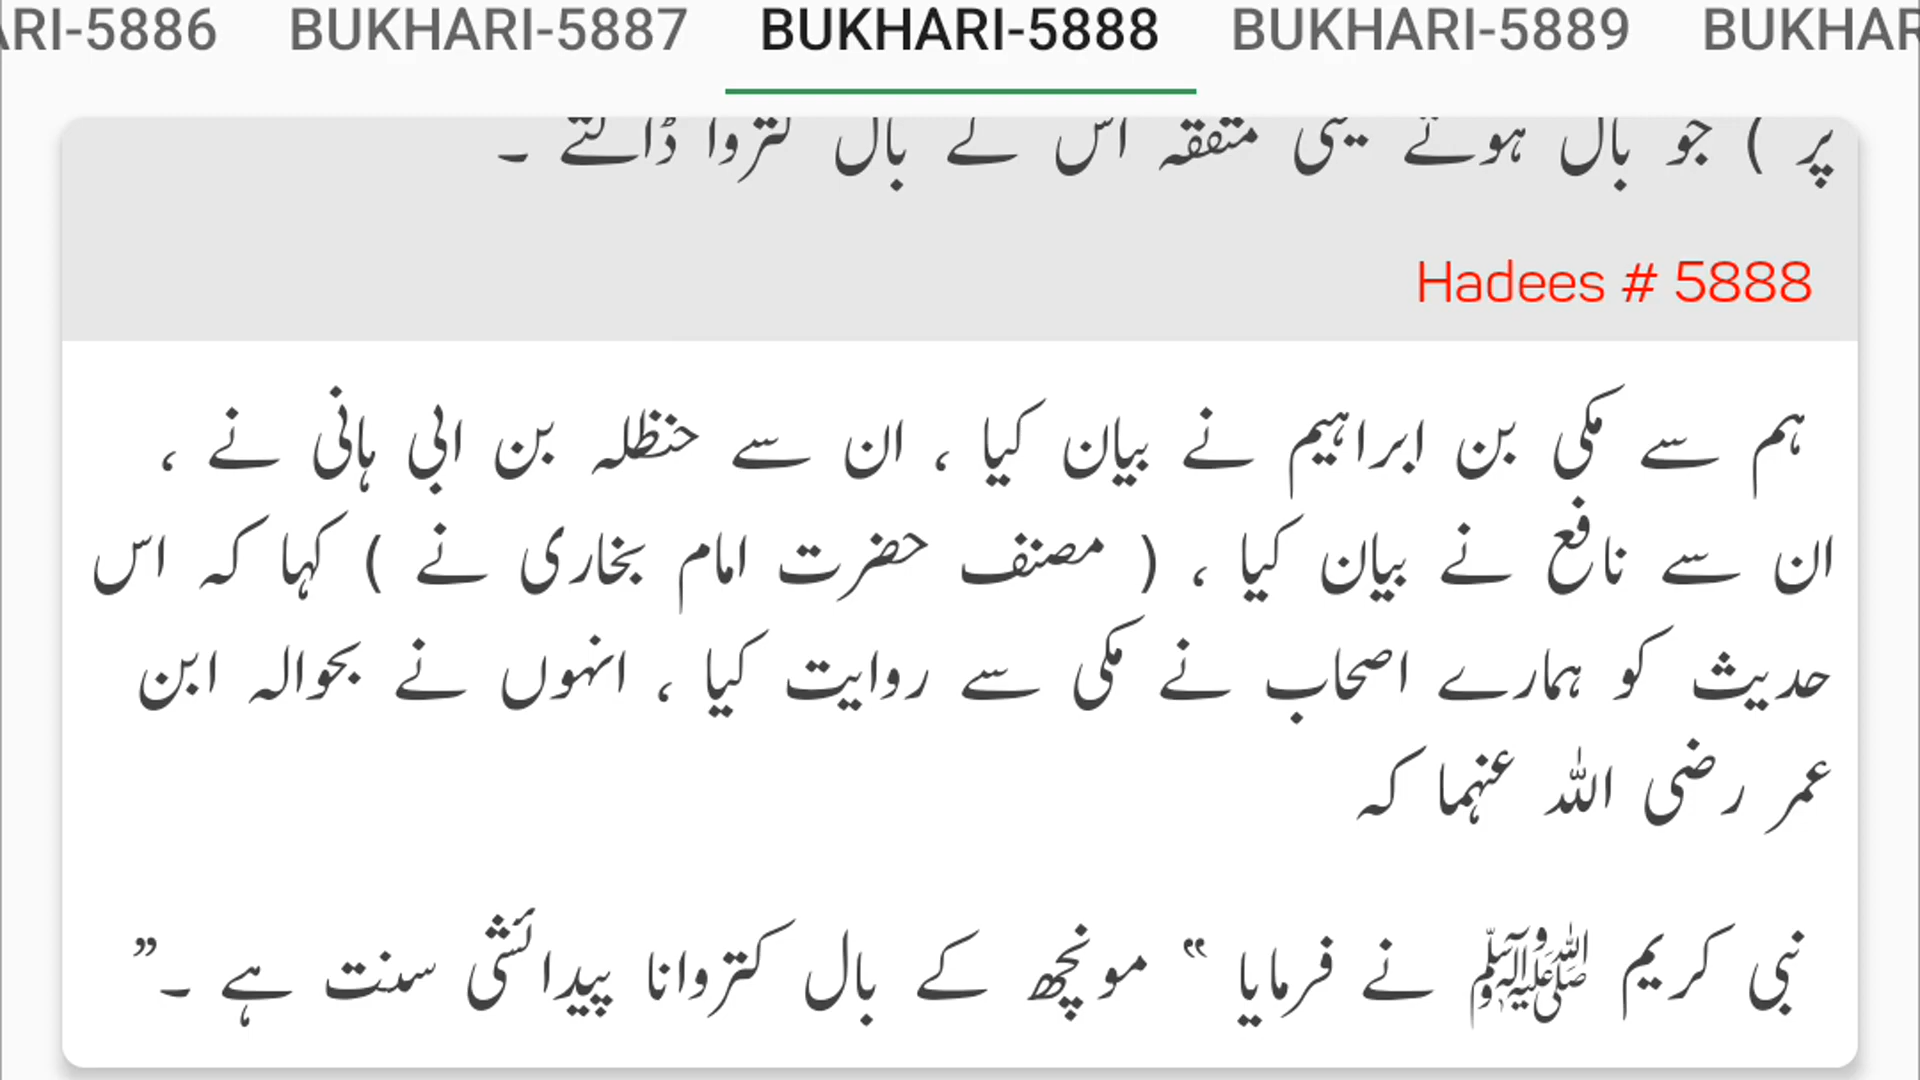 ARI-5886 BUKHARI-5887 BUKHARI-5888 BUKHARI-5889 BUKHAR
پر ) جو بال ہوتے یعنی متفقہ اس کے بال کتروا ڈالتے ۔
Hadees # 5888
ہم سے مکی بن ابراہیم نے بیان کیا ، ان سے حنظلہ بن ابی ہانی نے ،
ان سے نافع نے بیان کیا ، ( مصنف حضرت امام بخاری نے ) کہا کہ اس
حدیث کو ہمارے اصحاب نے مکی سے روایت کیا ، انہوں نے بحوالہ ابن
عمر رضی اللہ عنہما کہ
نبی کریم ﷺ نے فرمایا “ مونچھ کے بال کتروانا پیدائشی سنت ہے ۔”